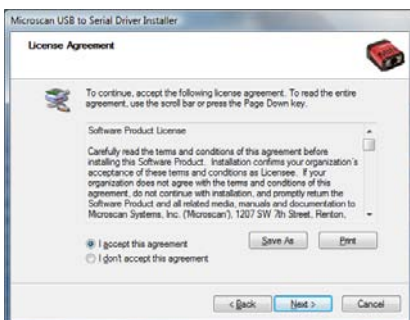 Microscan USB to Serial Driver Installer
License Agreement
To continue, accept the following license agreement. To read the entire
agreement, use the scroll bar or press the Page Down key.
Software Product License
Carefully read the terms and conditions of this agreement before
installing this Software Product. Installation confirms your organization's
acceptance of these terms and conditions as Licensee. If your
organization does not agree with the terms and conditions of this
agreement, do not continue with installation, and promptly return the
Software Product and all related media, manuals and documentation to
Microscan Systems, Inc. ('Microscan'), 1207 SW 7th Street, Renton,
Save As
Print
I accept this agreement
I don't accept this agreement
< Back
Next >
Cancel